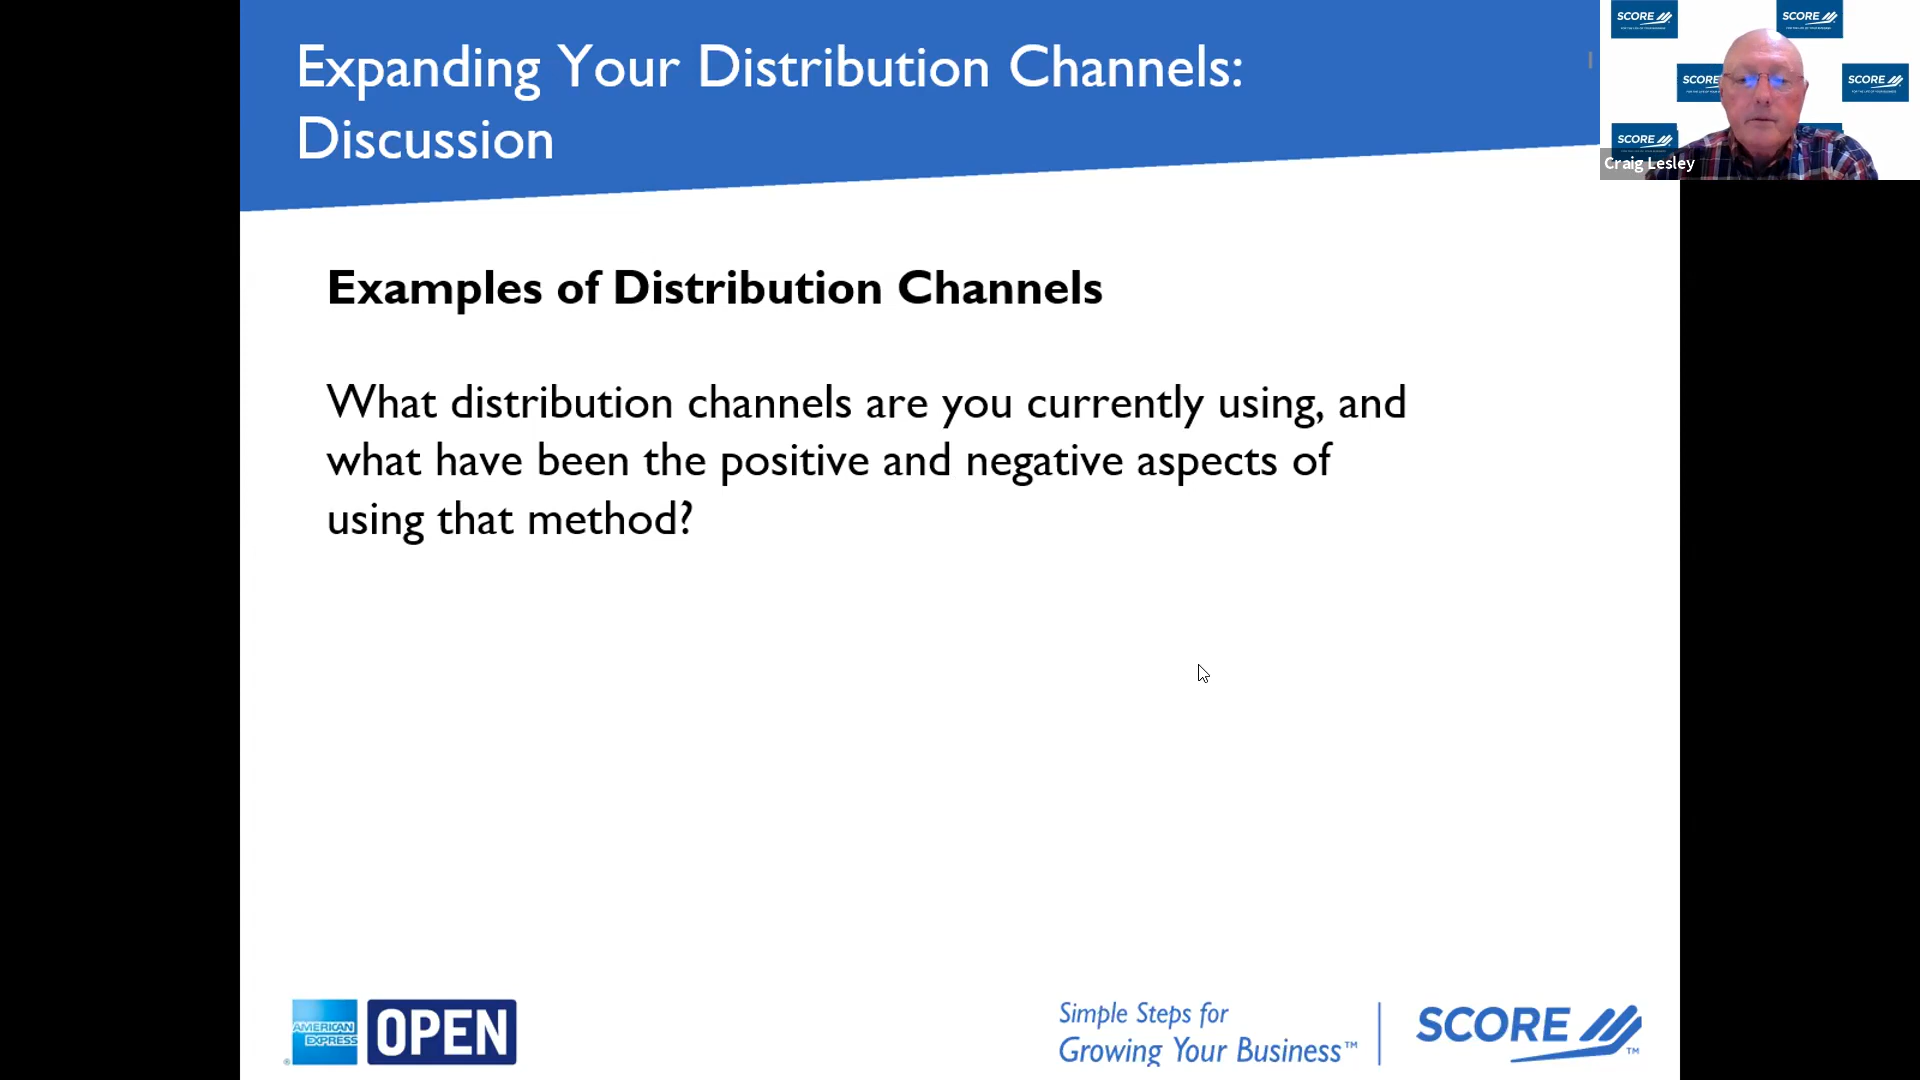 Expanding Your Distribution Channels:
Discussion
SCORE
SCORE
SCORE
SCORE
SCORE
Craig Lesley
Examples of Distribution Channels
What distribution channels are you currently using, and
what have been the positive and negative aspects of
using that method?
AMERICAN
EXPRESS
®
OPEN
Simple Steps for
Growing Your Business™
SCORE
TM